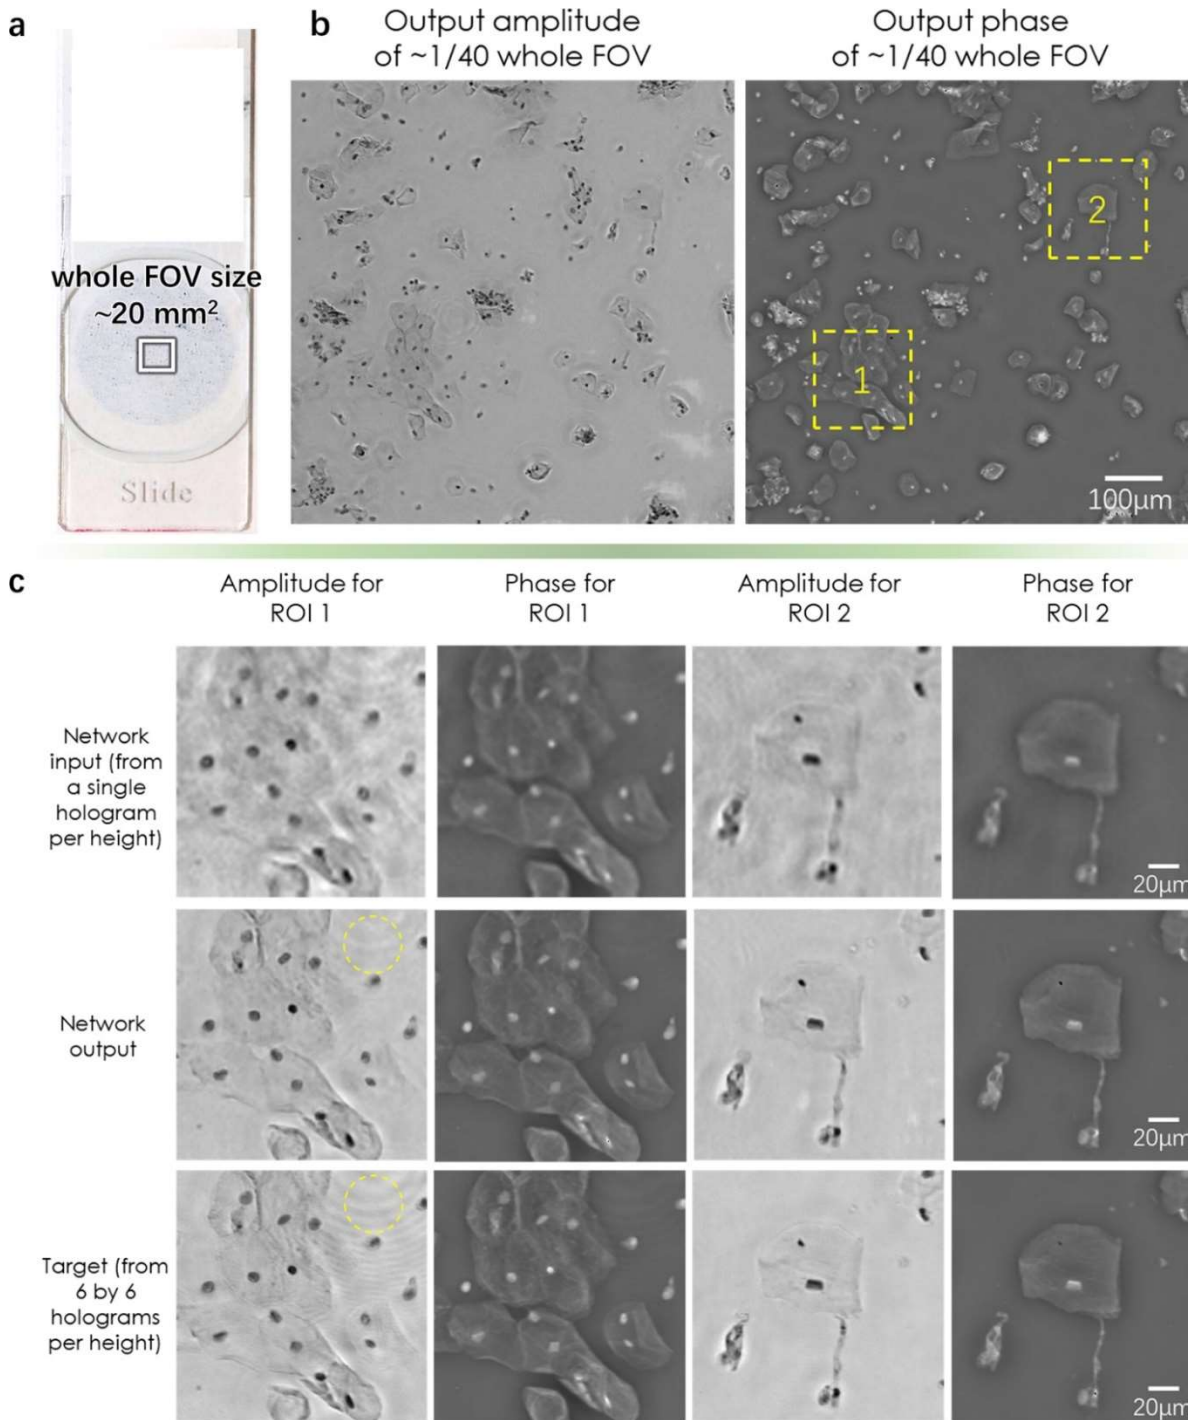 a
whole FOV size
~20 mm²
Slide
b
Output amplitude
of ~1/40 whole FOV
Output phase
of ~1/40 whole FOV
1
2
100μm
c
Amplitude for
ROI 1
Phase for
ROI 1
Amplitude for
ROI 2
Phase for
ROI 2
Network
input (from
a single
hologram
per height)
20μm
Network
output
20μm
Target (from
6 by 6
holograms
per height)
20μm